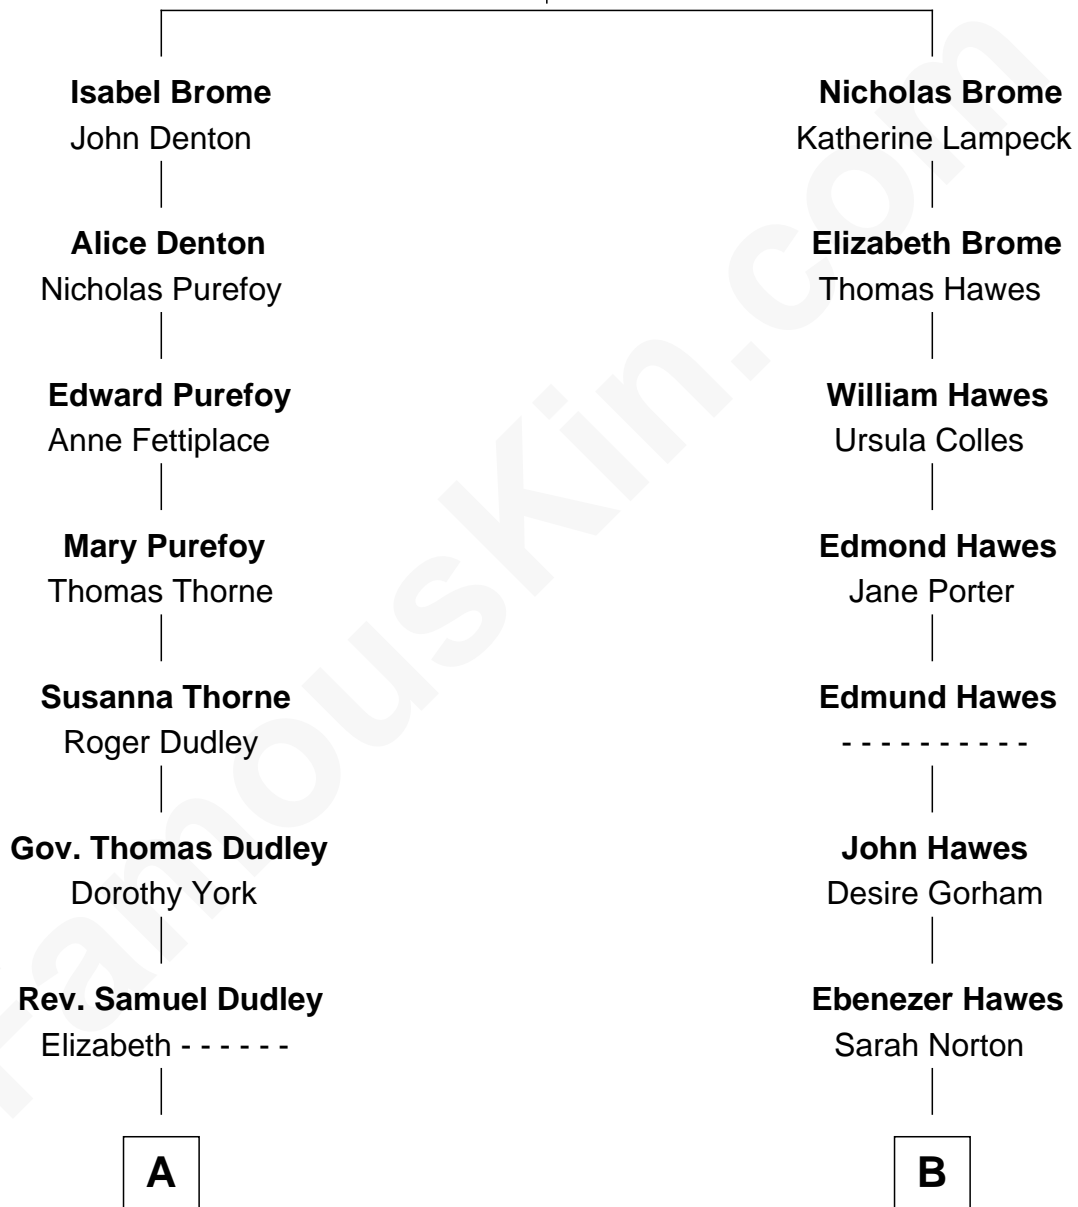 Isabel Brome
John Denton
Alice Denton
Nicholas Purefoy
Edward Purefoy
Anne Fettiplace
Mary Purefoy
Thomas Thorne
Susanna Thorne
Roger Dudley
Gov. Thomas Dudley
Dorothy York
Rev. Samuel Dudley
Elizabeth - - - - - -
A
Nicholas Brome
Katherine Lampeck
Elizabeth Brome
Thomas Hawes
William Hawes
Ursula Colles
Edmond Hawes
Jane Porter
Edmund Hawes
- - - - - - - - - -
John Hawes
Desire Gorham
Ebenezer Hawes
Sarah Norton
B
FamousKin.com